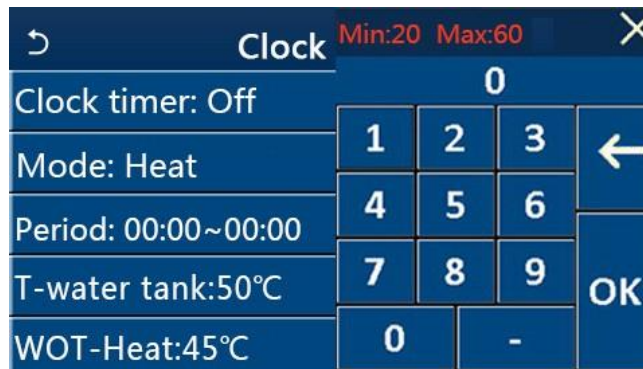 Clock
Clock timer: Off
Mode: Heat
Period: 00:00~00:00
T-water tank:50℃
WOT-Heat:45℃
Min:20 Max:60
0
1 2 3
4 5 6
7 8 9
OK
0 -